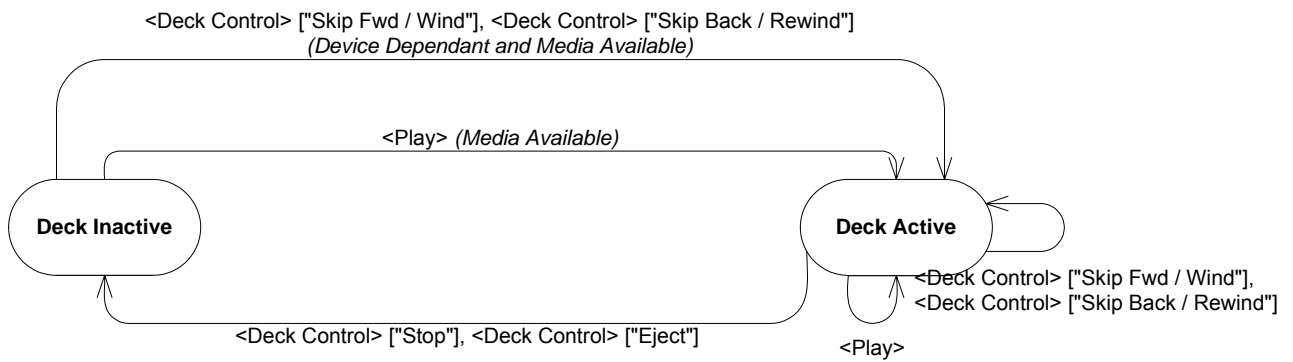 <Deck Control> ["Skip Fwd / Wind"], <Deck Control> ["Skip Back / Rewind"]
(Device Dependant and Media Available)
<Play> (Media Available)
Deck Inactive
Deck Active
<Deck Control> ["Skip Fwd / Wind"],
<Deck Control> ["Skip Back / Rewind"]
<Deck Control> ["Stop"], <Deck Control> ["Eject"]
<Play>